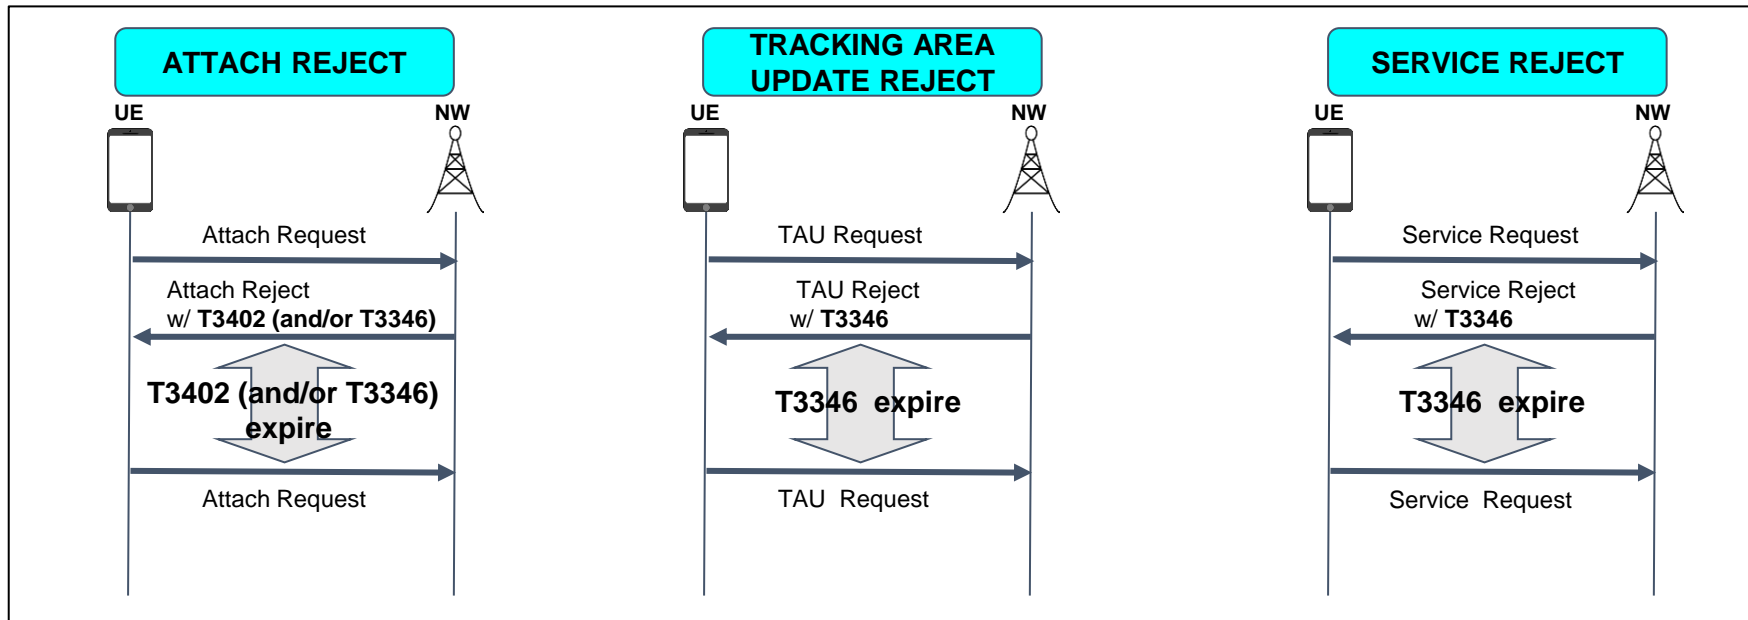 ATTACH REJECT
UE
NW
Attach Request
Attach Reject
w/ T3402 (and/or T3346)
T3402 (and/or T3346)
expire
Attach Request
TRACKING AREA
UPDATE REJECT
UE
NW
TAU Request
TAU Reject
w/ T3346
T3346 expire
TAU Request
SERVICE REJECT
UE
NW
Service Request
Service Reject
w/ T3346
T3346 expire
Service Request